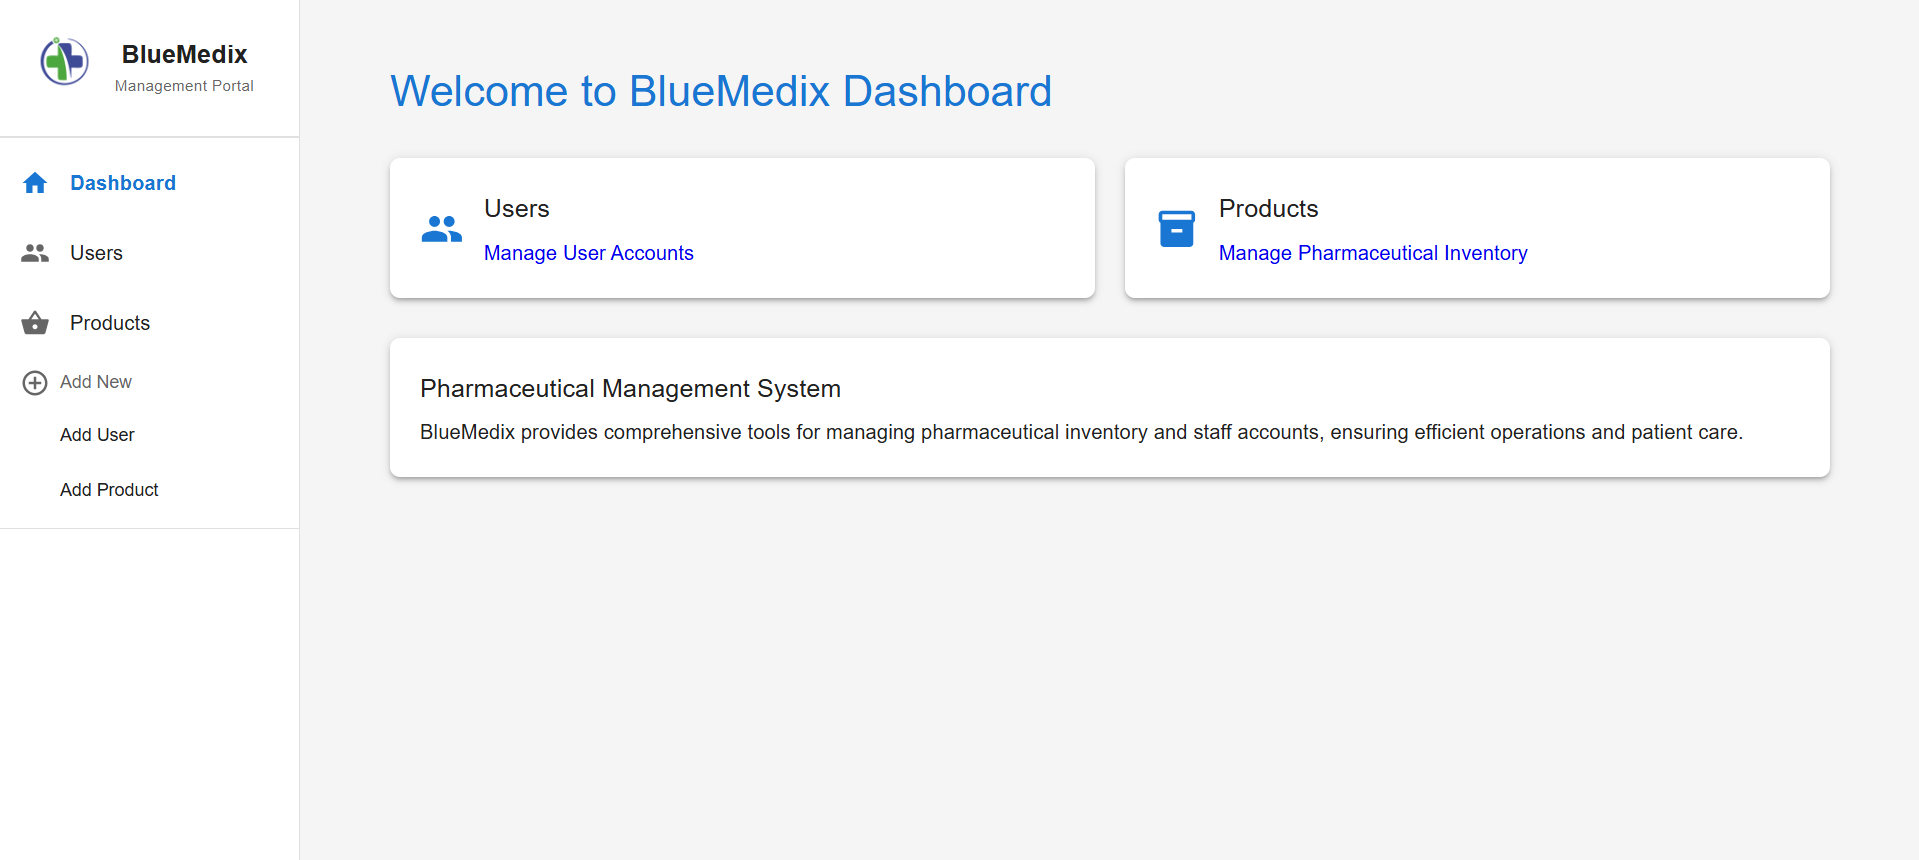 BlueMedix
Management Portal
Dashboard
Users
Products
Add New
Add User
Add Product
Welcome to BlueMedix Dashboard
Users
Manage User Accounts
Products
Manage Pharmaceutical Inventory
Pharmaceutical Management System
BlueMedix provides comprehensive tools for managing pharmaceutical inventory and staff accounts, ensuring efficient operations and patient care.